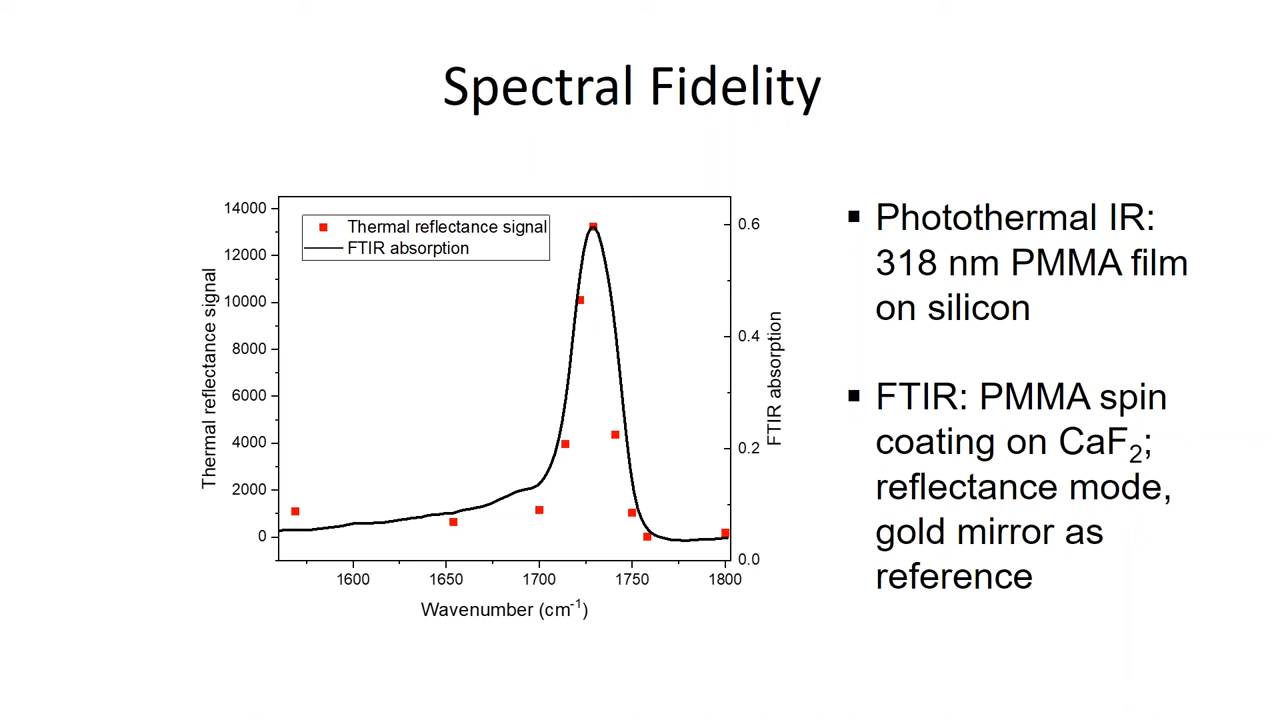 Spectral Fidelity
14000
12000
10000
8000
6000
4000
2000
0
Thermal reflectance signal
Thermal reflectance signal
FTIR absorption
0.6
0.4
0.2
0.0
FTIR absorption
1600 1650 1700 1750 1800
Wavenumber (cm⁻¹)
▪ Photothermal IR:
318 nm PMMA film
on silicon
▪ FTIR: PMMA spin
coating on CaF₂;
reflectance mode,
gold mirror as
reference